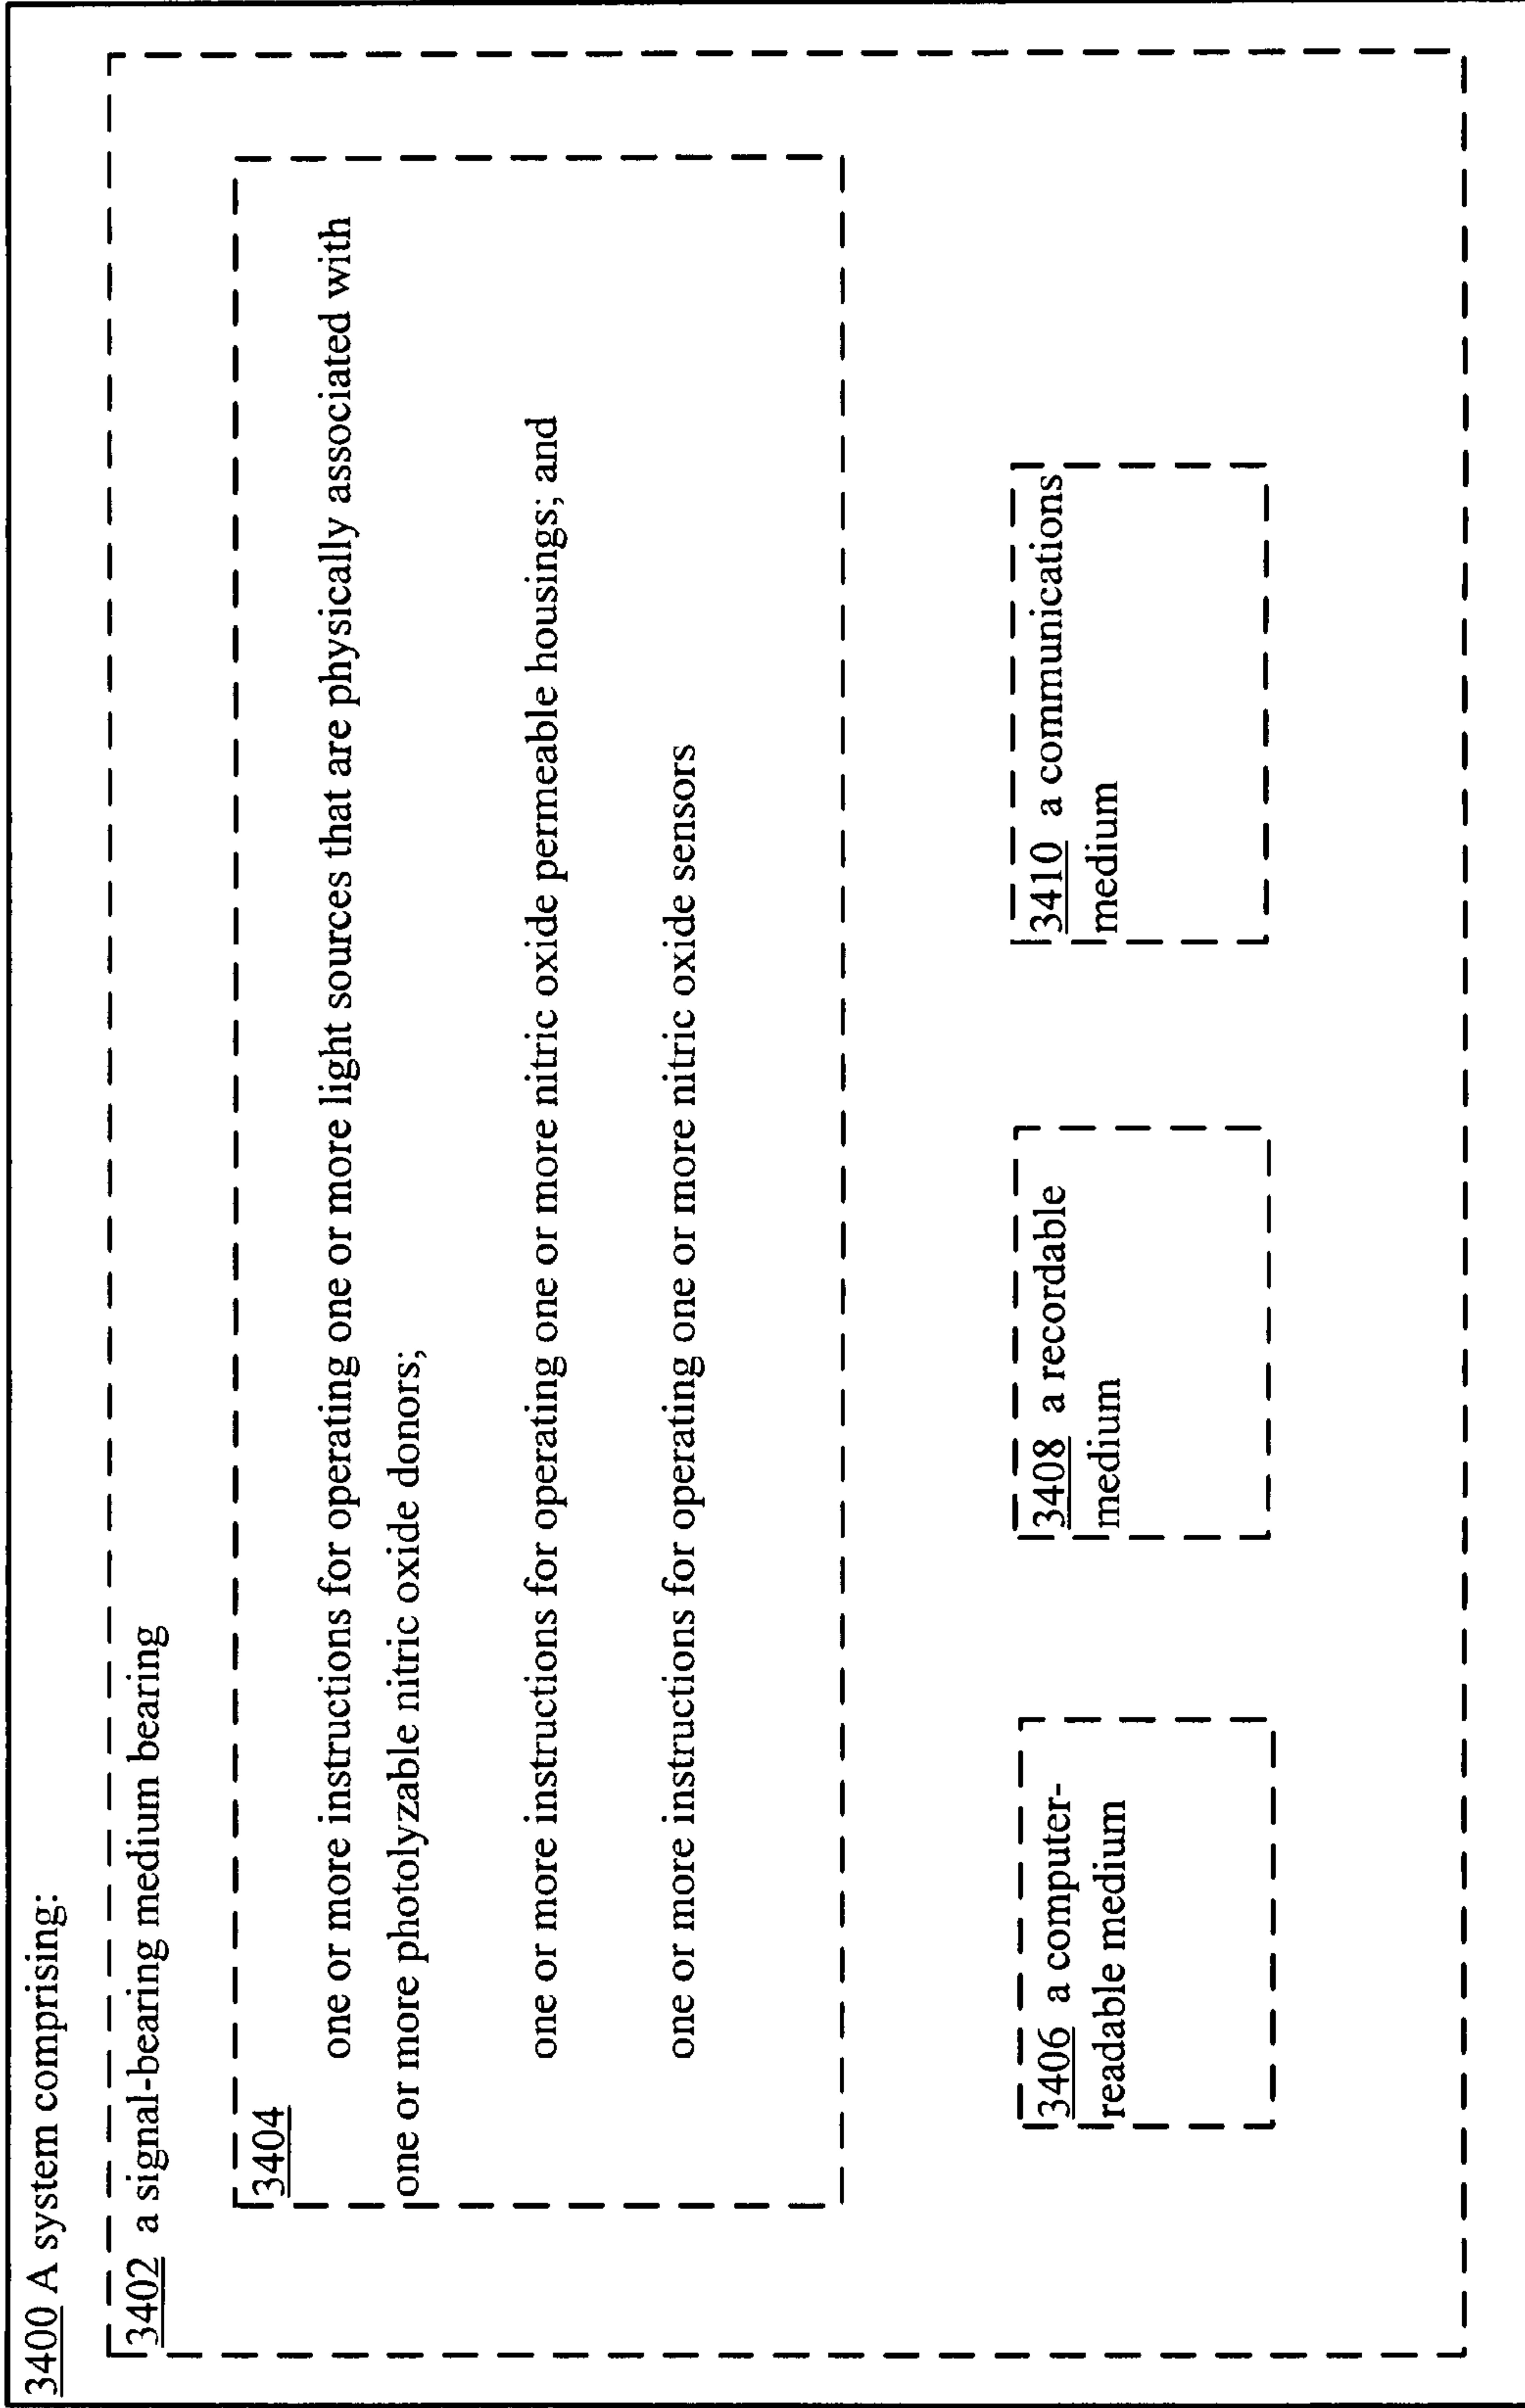 3400 A system comprising:
3402 a signal-bearing medium bearing
3404
one or more instructions for operating one or more light sources that are physically associated with
one or more photolyzable nitric oxide donors;
one or more instructions for operating one or more nitric oxide permeable housings; and
one or more instructions for operating one or more nitric oxide sensors
3406 a computer-
readable medium
3408 a recordable
medium
3410 a communications
medium